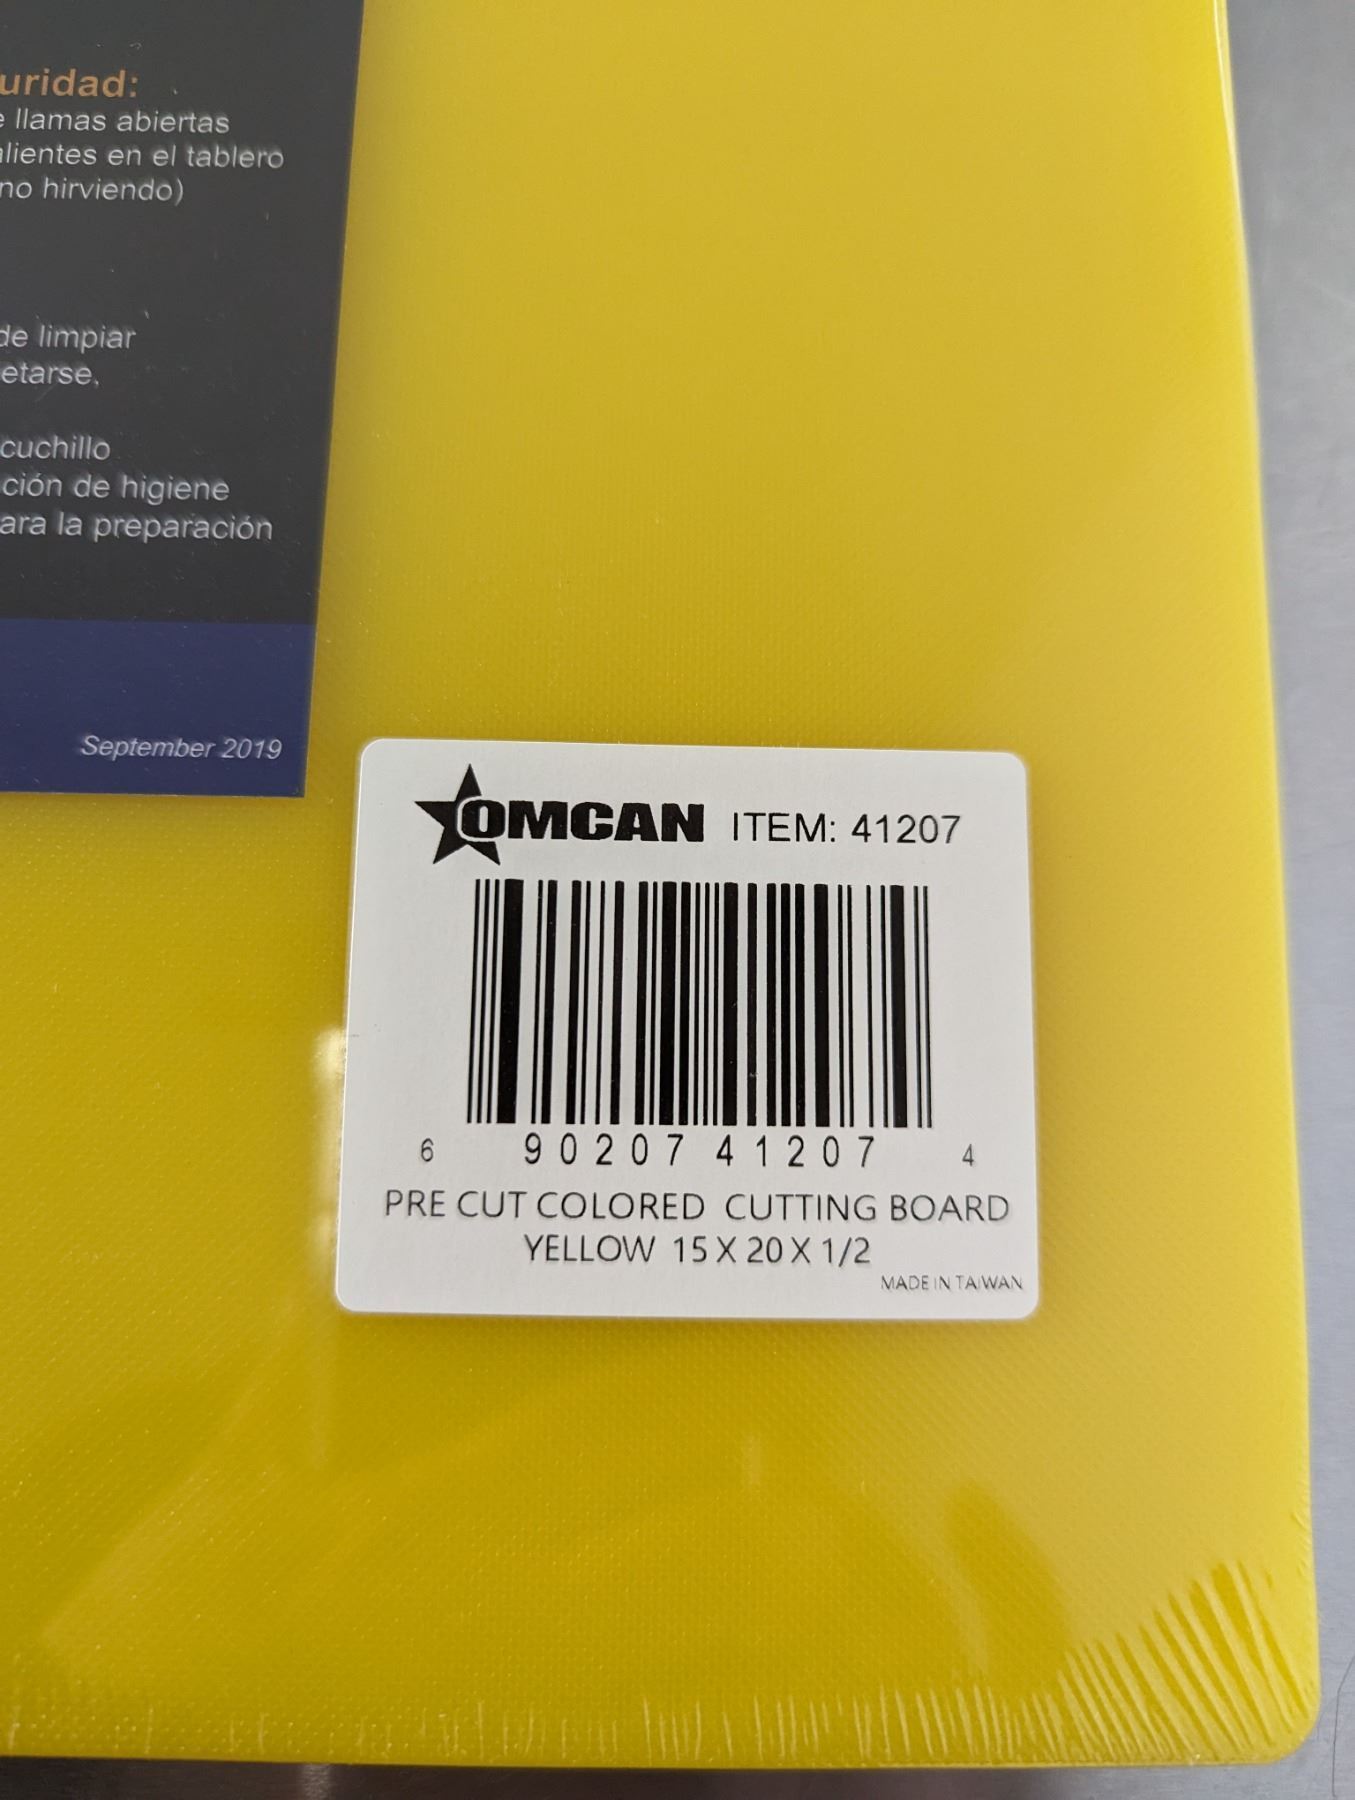 uridad:
e llamas abiertas
alientes en el tablero
no hirviendo)
de limpiar
etarse.
cuchillo
ción de higiene
ara la preparación
September 2019
OMCAN ITEM: 41207
6 90207 41207 4
PRE CUT COLORED CUTTING BOARD
YELLOW 15 X 20 X 1/2
MADE IN TAIWAN